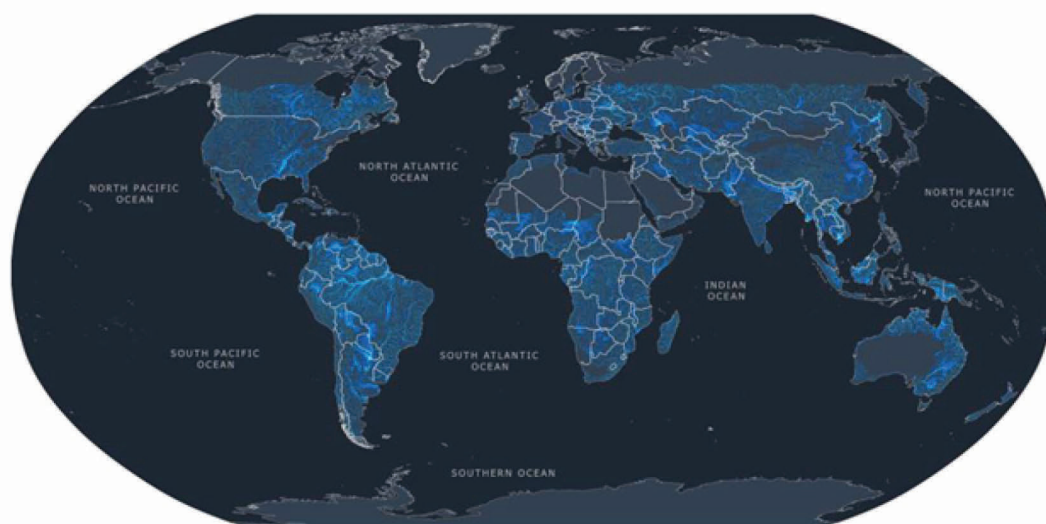 NORTH ATLANTIC
OCEAN
NORTH PACIFIC
OCEAN
NORTH PACIFIC
OCEAN
INDIAN
OCEAN
SOUTH PACIFIC
OCEAN
SOUTH ATLANTIC
OCEAN
SOUTHERN OCEAN